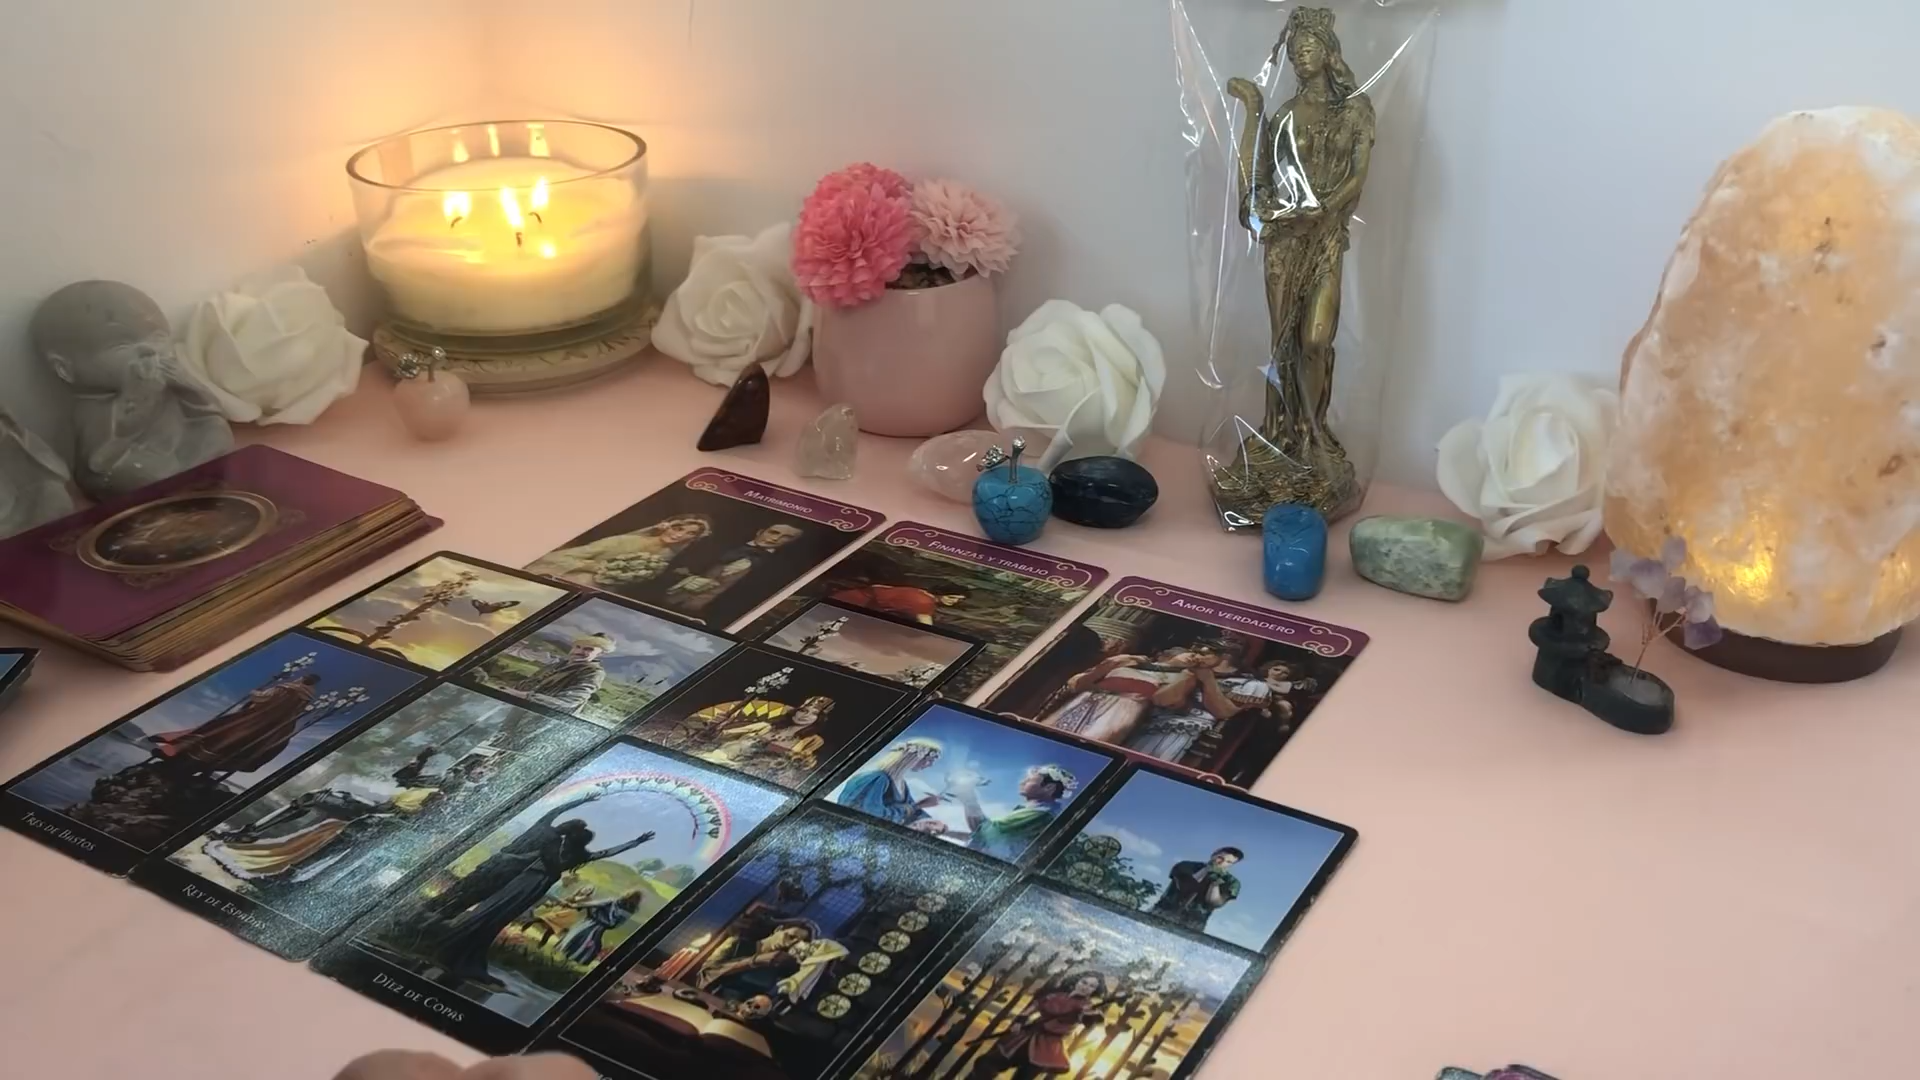 MATRIMONIO
FINANZAS Y TRABAJO
AMOR VERDADERO
TRES DE BASTOS
REY DE ESPADAS
DIEZ DE COPAS